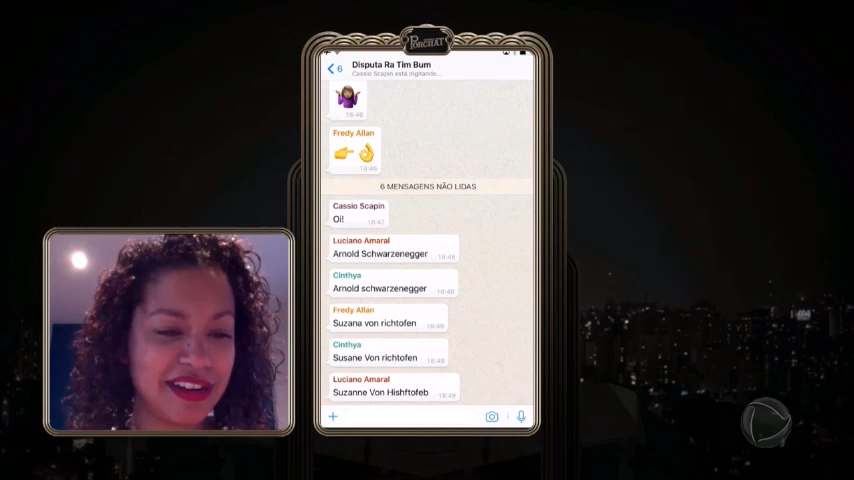 PORCHAT
6
Disputa Ra Tim Bum
Cassio Scapin está digitando...
18:46
Fredy Allan
18:46
6 MENSAGENS NÃO LIDAS
Cassio Scapin
Oi!
18:47
Luciano Amaral
Arnold Schwarzenegger
18:48
Cinthya
Arnold schwarzenegger
18:48
Fredy Allan
Suzana von richtofen
18:49
Cinthya
Susane Von richtofen
18:49
Luciano Amaral
Suzanne Von Hishftofeb
18:49